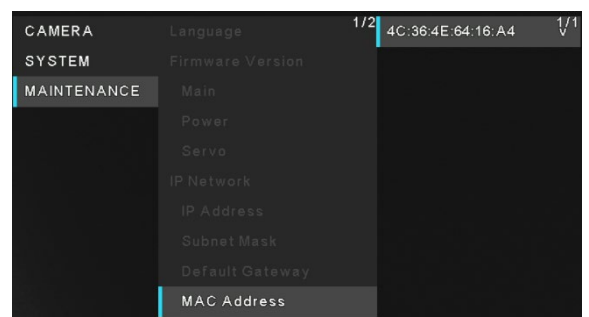 CAMERA
SYSTEM
MAINTENANCE
1/2
Language
Firmware Version
Main
Power
Servo
IP Network
IP Address
Subnet Mask
Default Gateway
MAC Address
1/1
4C:36:4E:64:16:A4